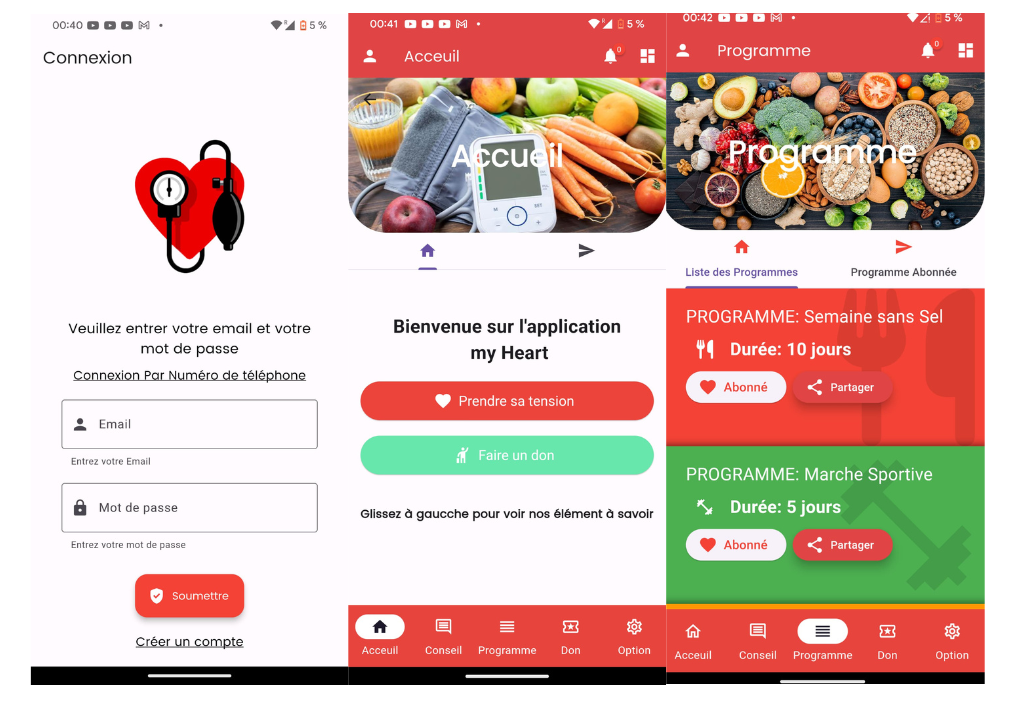 00:40
5 %
Connexion
Veuillez entrer votre email et votre
mot de passe
Connexion Par Numéro de téléphone
Email
Entrez votre Email
Mot de passe
Entrez votre mot de passe
Soumettre
Créer un compte
00:41
R
5 %
Acceuil
0
Accueil
M
SET
Bienvenue sur l'application
my Heart
Prendre sa tension
Faire un don
Glissez à gaucche pour voir nos élément à savoir
Acceuil
Conseil
Programme
Don
Option
00:42
5 %
Programme
0
Programme
Liste des Programmes
Programme Abonnée
PROGRAMME: Semaine sans Sel
Durée: 10 jours
Abonné
Partager
PROGRAMME: Marche Sportive
Durée: 5 jours
Abonné
Partager
Acceuil
Conseil
Programme
Don
Option